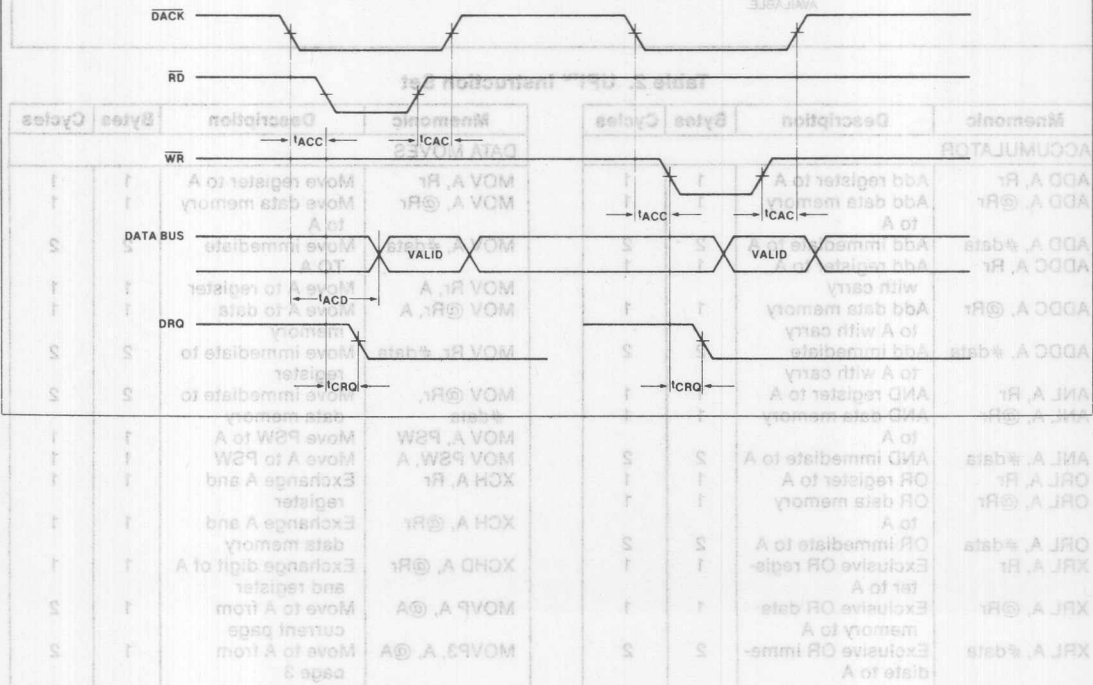 DACK
RD
tACC
tCAC
WR
tACC
tCAC
DATA BUS
VALID
VALID
tACD
DRQ
tCRQ
tCRQ
AVAILABLE
Table 2. UPI™ Instruction Set
Mnemonic Description Bytes Cycles
ACCUMULATOR
ADD A, Rr Add register to A 1 1
ADD A, @Rr Add data memory 1 1
to A
ADD A, #data Add immediate to A 2 2
ADDC A, Rr Add register to A 1 1
with carry
ADDC A, @Rr Add data memory 1 1
to A with carry
ADDC A, #data Add immediate 2 2
to A with carry
ANL A, Rr AND register to A 1 1
ANL A, @Rr AND data memory 1 1
to A
ANL A, #data AND immediate to A 2 2
ORL A, Rr OR register to A 1 1
ORL A, @Rr OR data memory 1 1
to A
ORL A, #data OR immediate to A 2 2
XRL A, Rr Exclusive OR regis- 1 1
ter to A
XRL A, @Rr Exclusive OR data 1 1
memory to A
XRL A, #data Exclusive OR imme- 2 2
diate to A
Mnemonic Description Bytes Cycles
DATA MOVES
MOV A, Rr Move register to A 1 1
MOV A, @Rr Move data memory 1 1
to A
MOV A, #data Move immediate 2 2
TO A
MOV Rr, A Move A to register 1 1
MOV @Rr, A Move A to data 1 1
memory
MOV Rr, #data Move immediate to 2 2
register
MOV @Rr, Move immediate to 2 2
#data data memory
MOV A, PSW Move PSW to A 1 1
MOV PSW, A Move A to PSW 1 1
XCH A, Rr Exchange A and 1 1
register
XCH A, @Rr Exchange A and 1 1
data memory
XCHD A, @Rr Exchange digit of A 1 1
and register
MOVP A, @A Move to A from 1 2
current page
MOVP3, A, @A Move to A from 1 2
page 3